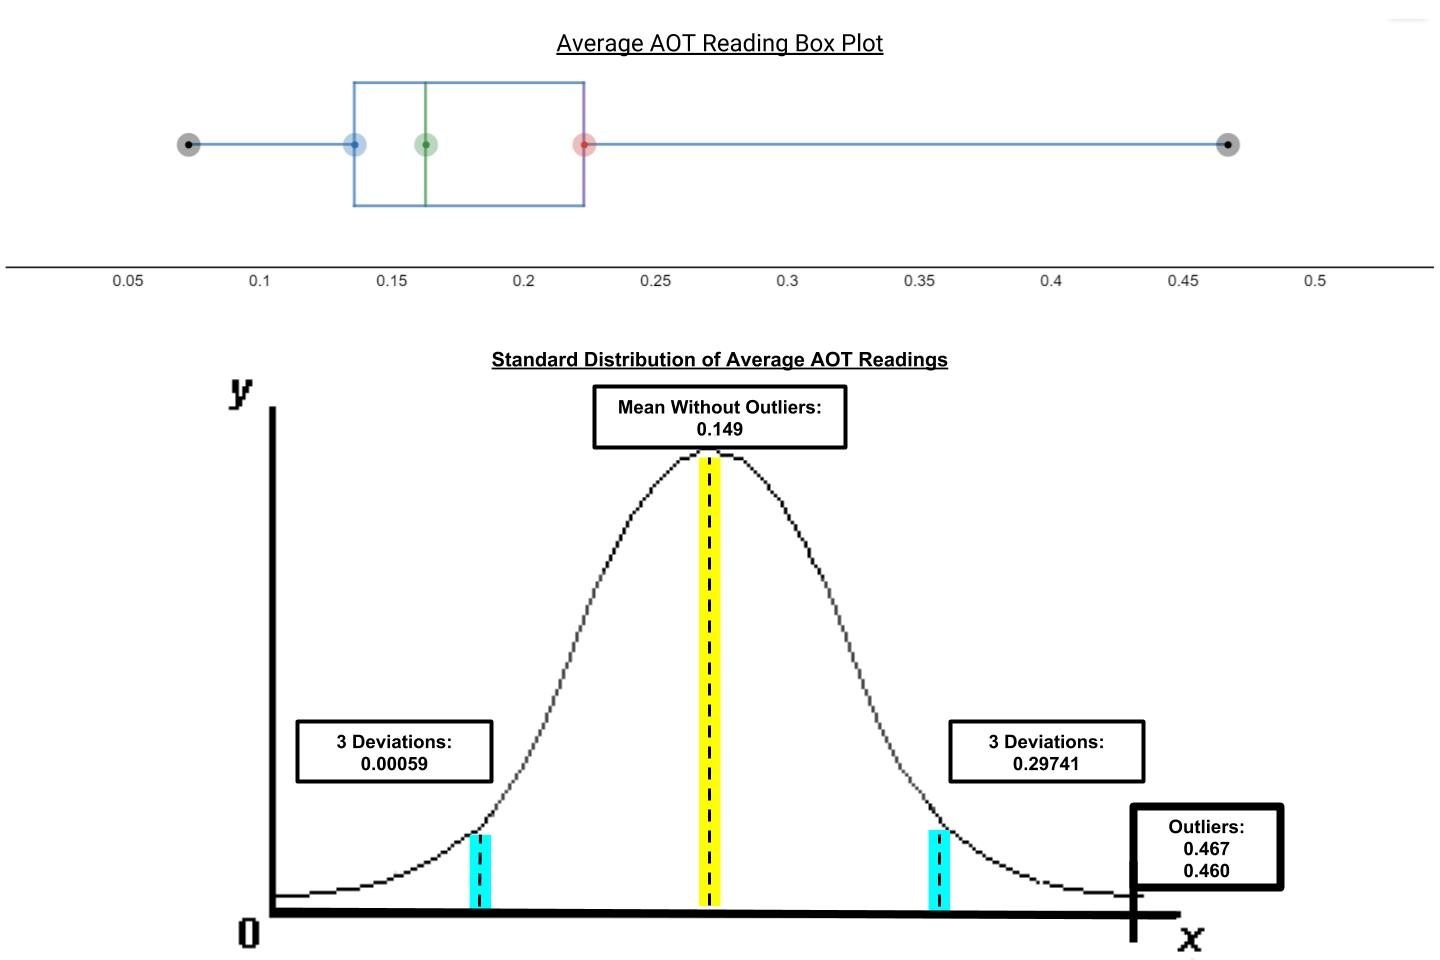 Average AOT Reading Box Plot
0.05 0.1 0.15 0.2 0.25 0.3 0.35 0.4 0.45 0.5
Standard Distribution of Average AOT Readings
y
Mean Without Outliers:
0.149
3 Deviations:
0.00059
3 Deviations:
0.29741
Outliers:
0.467
0.460
0
x